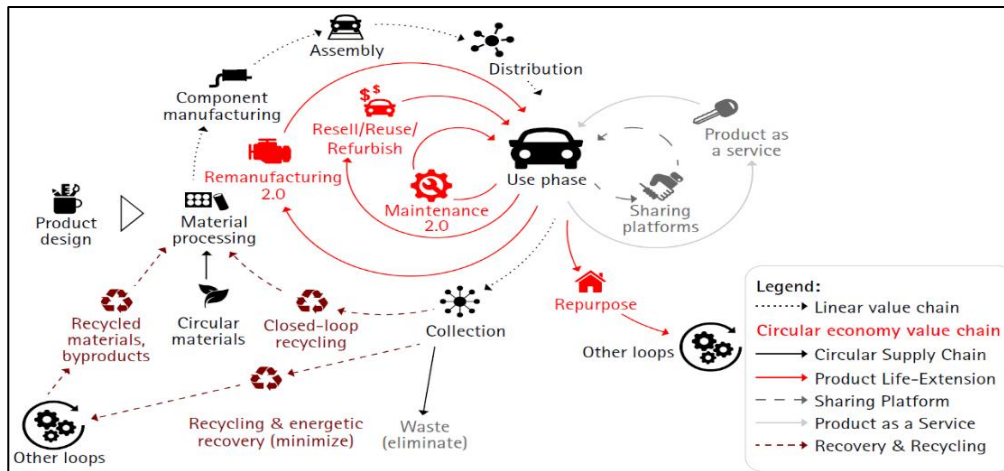 Assembly
Distribution
Component
manufacturing
$$
Resell/Reuse/
Refurbish
Remanufacturing
2.0
Maintenance
2.0
Use phase
Product as
a service
Sharing
platforms
Product
design
Material
processing
Recycled
materials,
byproducts
Circular
materials
Closed-loop
recycling
Collection
Repurpose
Other loops
Recycling & energetic
recovery (minimize)
Waste
(eliminate)
Other loops
Legend:
Linear value chain
Circular economy value chain
Circular Supply Chain
Product Life-Extension
Sharing Platform
Product as a Service
Recovery & Recycling